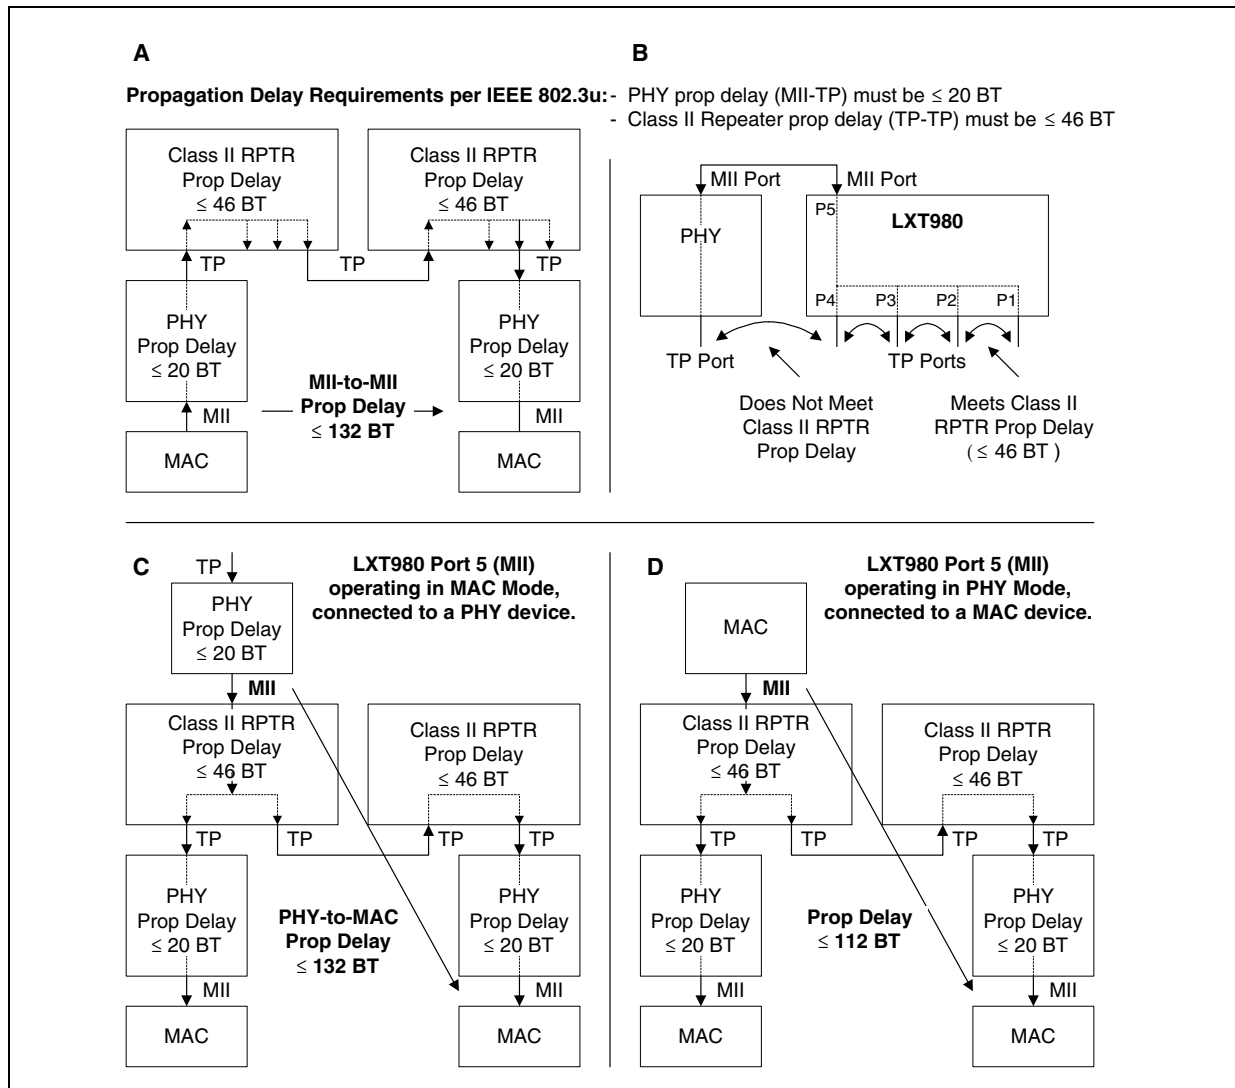 A
B
Propagation Delay Requirements per IEEE 802.3u:
- PHY prop delay (MII-TP) must be ≤ 20 BT
- Class II Repeater prop delay (TP-TP) must be ≤ 46 BT
Class II RPTR
Prop Delay
≤ 46 BT
Class II RPTR
Prop Delay
≤ 46 BT
TP
TP
TP
PHY
Prop Delay
≤ 20 BT
PHY
Prop Delay
≤ 20 BT
MII-to-MII
Prop Delay
≤ 132 BT
MII
MII
MAC
MAC
MII Port
MII Port
PHY
P5
LXT980
P4
P3
P2
P1
TP Port
TP Ports
Does Not Meet
Class II RPTR
Prop Delay
Meets Class II
RPTR Prop Delay
( ≤ 46 BT )
C
TP
LXT980 Port 5 (MII)
operating in MAC Mode,
connected to a PHY device.
PHY
Prop Delay
≤ 20 BT
MII
Class II RPTR
Prop Delay
≤ 46 BT
Class II RPTR
Prop Delay
≤ 46 BT
TP
TP
TP
TP
PHY
Prop Delay
≤ 20 BT
PHY-to-MAC
Prop Delay
≤ 132 BT
PHY
Prop Delay
≤ 20 BT
MII
MII
MAC
MAC
D
LXT980 Port 5 (MII)
operating in PHY Mode,
connected to a MAC device.
MAC
MII
Class II RPTR
Prop Delay
≤ 46 BT
Class II RPTR
Prop Delay
≤ 46 BT
TP
TP
TP
TP
PHY
Prop Delay
≤ 20 BT
Prop Delay
≤ 112 BT
PHY
Prop Delay
≤ 20 BT
MII
MII
MAC
MAC